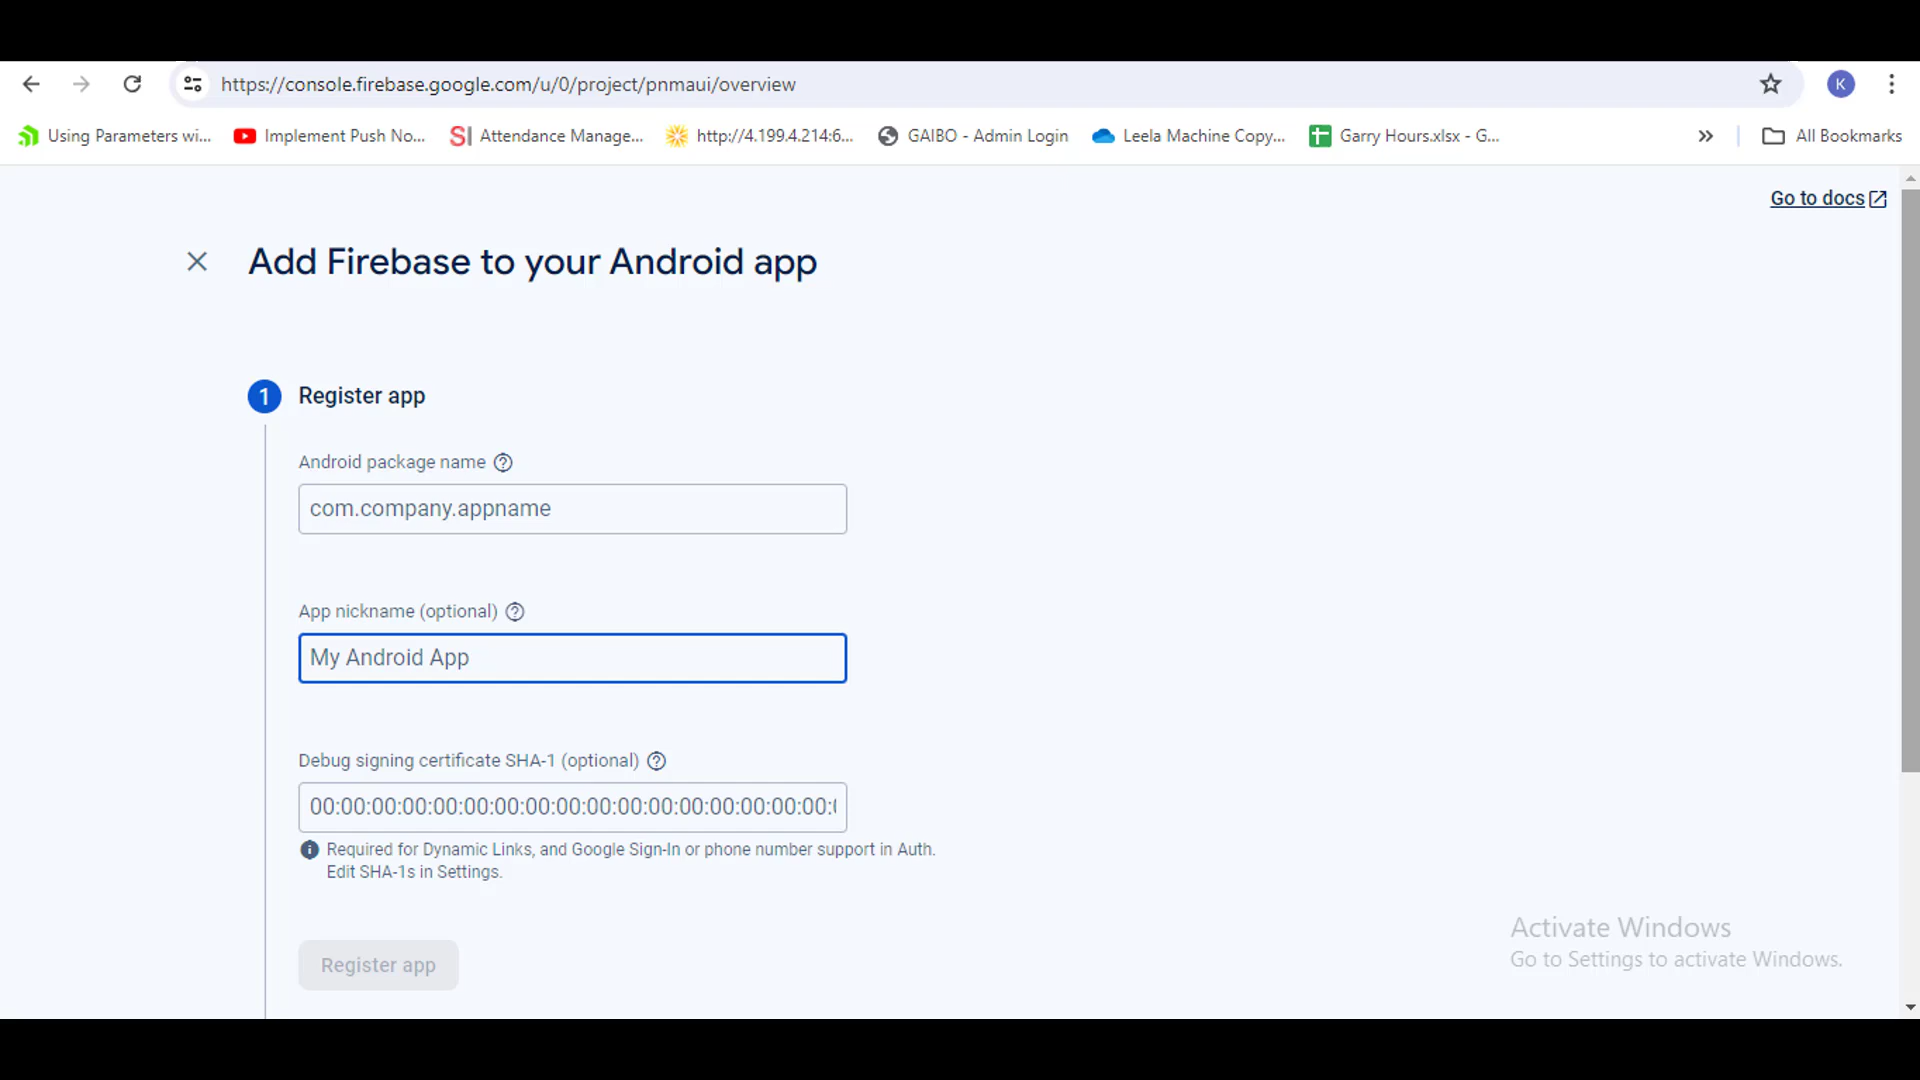 https://console.firebase.google.com/u/0/project/pnmaui/overview
K
Using Parameters wi...
Implement Push No...
Attendance Manage...
http://4.199.4.214:6...
GAIBO - Admin Login
Leela Machine Copy...
Garry Hours.xlsx - G...
All Bookmarks
Go to docs
Add Firebase to your Android app
1 Register app
Android package name
com.company.appname
App nickname (optional)
My Android App
Debug signing certificate SHA-1 (optional)
00:00:00:00:00:00:00:00:00:00:00:00:00:00:00:00:00:
Required for Dynamic Links, and Google Sign-In or phone number support in Auth.
Edit SHA-1s in Settings.
Register app
Activate Windows
Go to Settings to activate Windows.